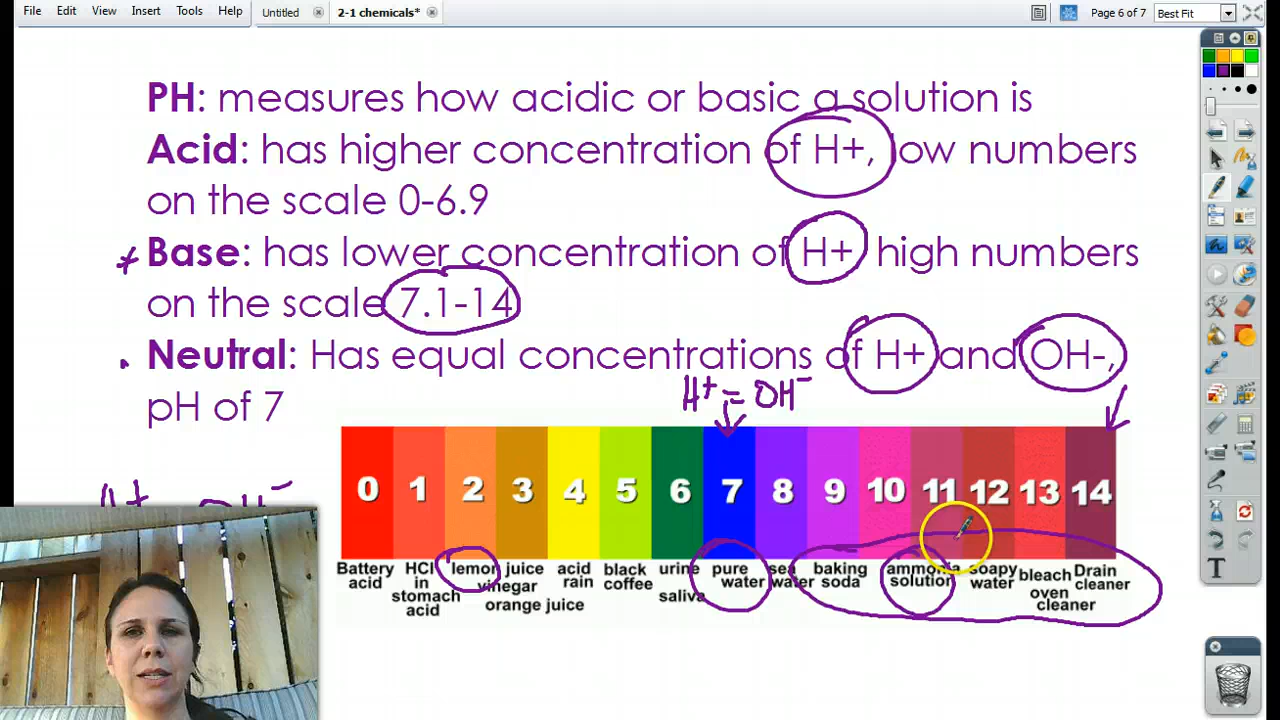 File Edit View Insert Tools Help Untitled 2-1 chemicals* Page 6 of 7 Best Fit
PH: measures how acidic or basic a solution is
Acid: has higher concentration of H+, low numbers
on the scale 0-6.9
Base: has lower concentration of H+ high numbers
on the scale 7.1-14
Neutral: Has equal concentrations of H+ and OH-,
pH of 7
H+ = OH-
H+ OH-
0 1 2 3 4 5 6 7 8 9 10 11 12 13 14
Battery acid
HCl in stomach acid
lemon juice
vinegar
orange juice
acid rain
black coffee
urine
saliva
pure water
sea water
baking soda
ammonia solution
soapy water
bleach
oven cleaner
Drain cleaner
T